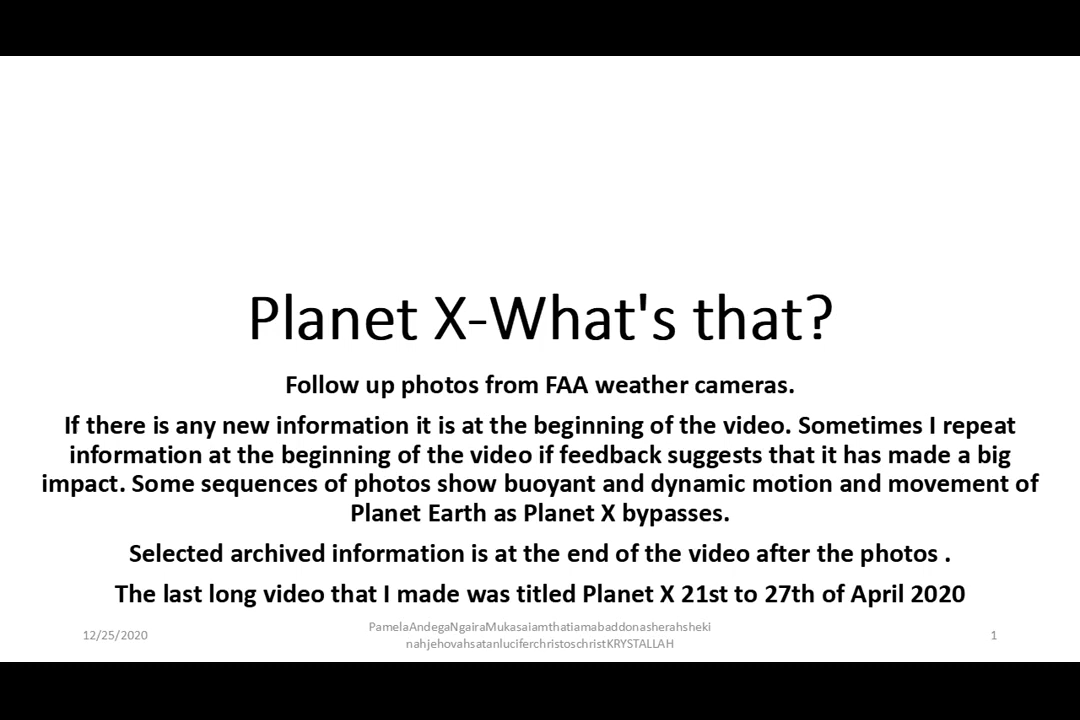 Planet X-What's that?
Follow up photos from FAA weather cameras.
If there is any new information it is at the beginning of the video. Sometimes I repeat
information at the beginning of the video if feedback suggests that it has made a big
impact. Some sequences of photos show buoyant and dynamic motion and movement of
Planet Earth as Planet X bypasses.
Selected archived information is at the end of the video after the photos .
The last long video that I made was titled Planet X 21st to 27th of April 2020
12/25/2020
PamelaAndegaNgairaMukasaiamthatiamabaddonasherahsheki
nahjehovahsatanluciferchristoschristKRYSTALLAH
1